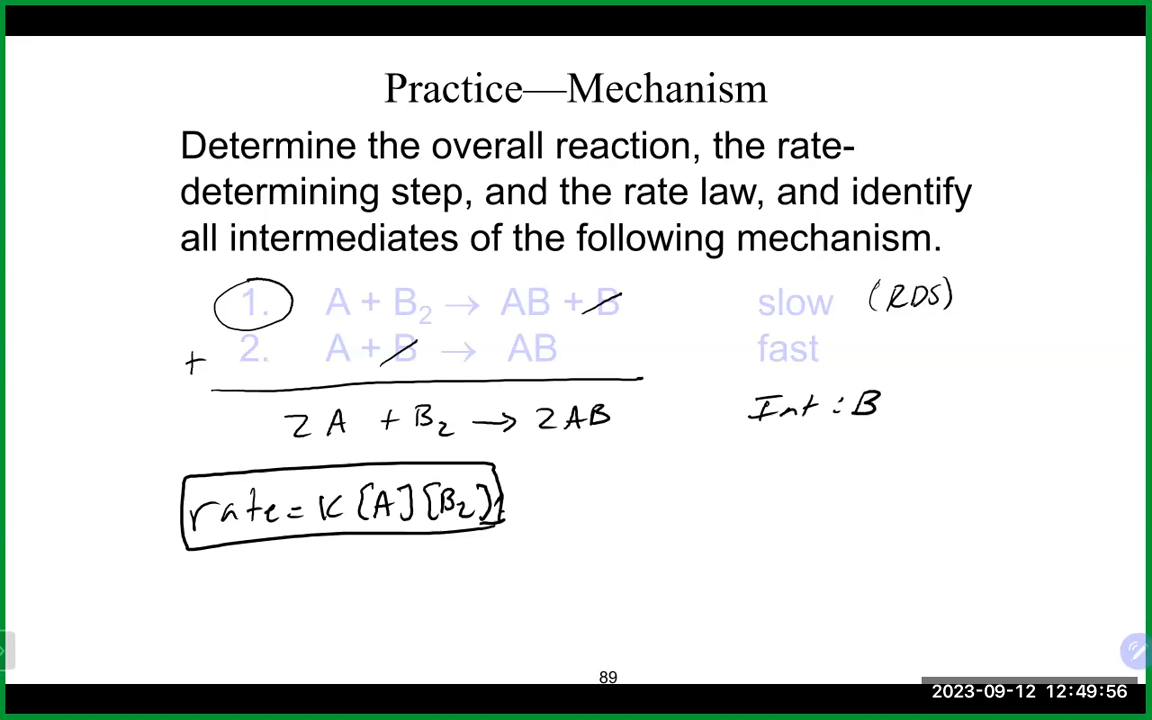 Practice—Mechanism
Determine the overall reaction, the rate-
determining step, and the rate law, and identify
all intermediates of the following mechanism.
1. A + B₂ → AB + B slow (RDS)
+ 2. A + B → AB fast
2A + B₂ → 2AB Int: B
rate = K[A][B₂]
89
2023-09-12 12:49:56